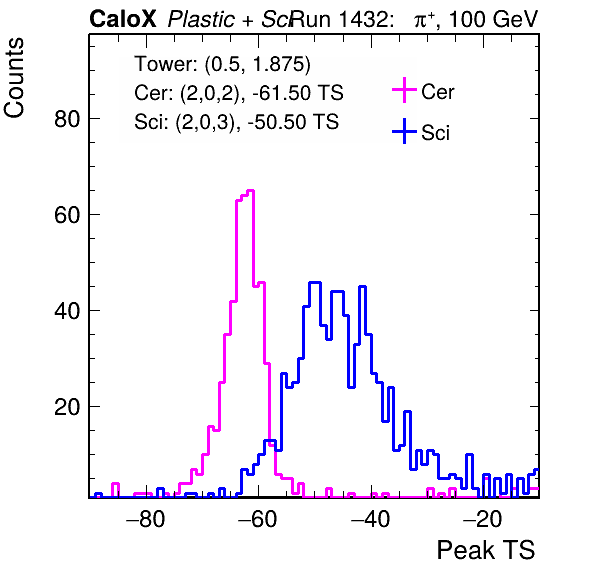 CaloX Plastic + Sci Run 1432: π⁺, 100 GeV
Counts
Tower: (0.5, 1.875)
Cer: (2,0,2), -61.50 TS
Sci: (2,0,3), -50.50 TS
Cer
Sci
80
60
40
20
−80 −60 −40 −20
Peak TS